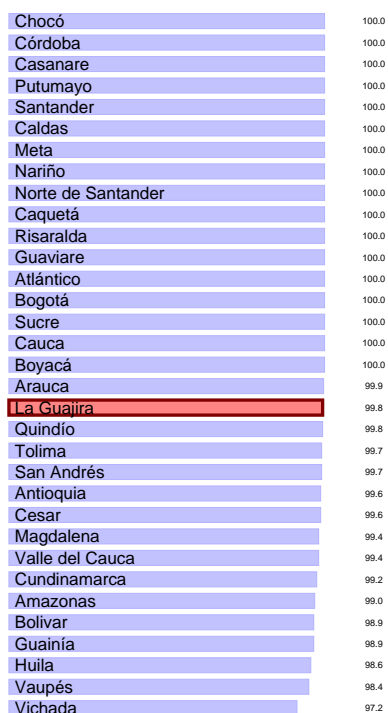 Chocó 100.0
Córdoba 100.0
Casanare 100.0
Putumayo 100.0
Santander 100.0
Caldas 100.0
Meta 100.0
Nariño 100.0
Norte de Santander 100.0
Caquetá 100.0
Risaralda 100.0
Guaviare 100.0
Atlántico 100.0
Bogotá 100.0
Sucre 100.0
Cauca 100.0
Boyacá 100.0
Arauca 99.9
La Guajira 99.8
Quindío 99.8
Tolima 99.7
San Andrés 99.7
Antioquia 99.6
Cesar 99.6
Magdalena 99.4
Valle del Cauca 99.4
Cundinamarca 99.2
Amazonas 99.0
Bolivar 98.9
Guainía 98.9
Huila 98.6
Vaupés 98.4
Vichada 97.2